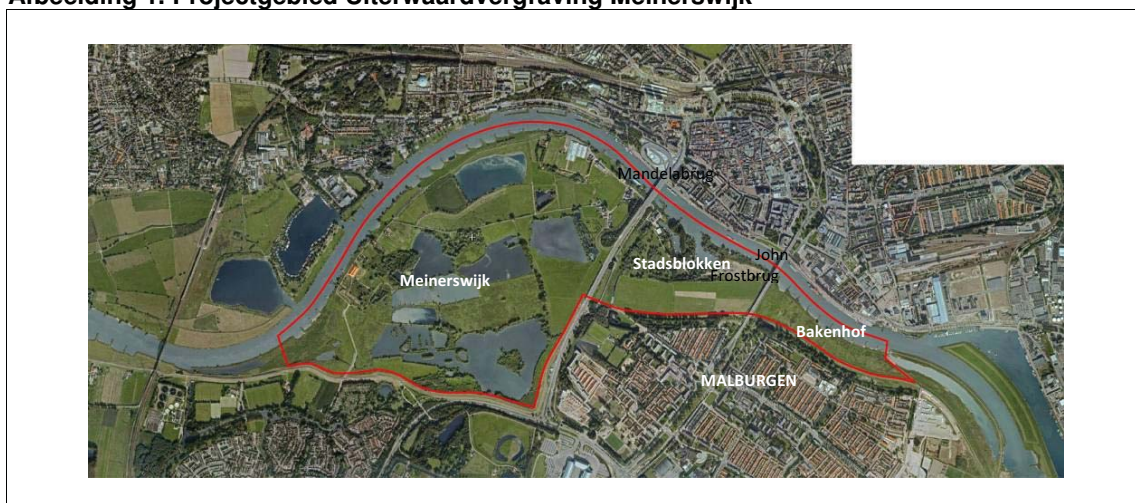 Afbeelding 1: Projectgebied Uiterwaardvergraving Meinerswijk
Mandelabrug
John
Stadsblokken
Frostbrug
Meinerswijk
Bakenhof
MALBURGEN